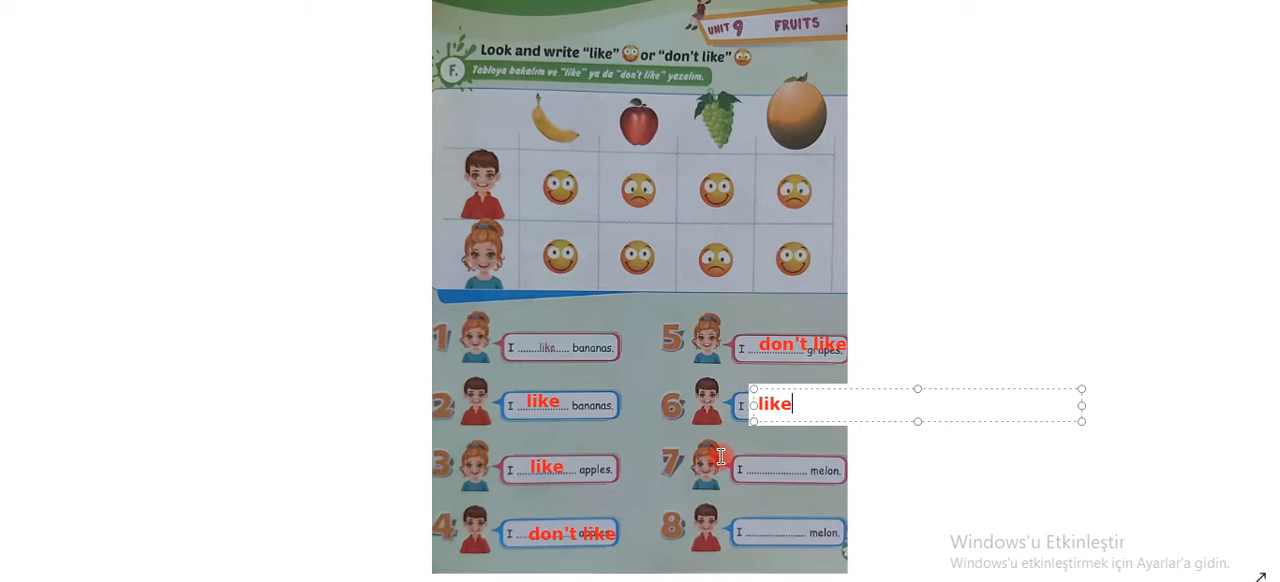 UNIT 9 FRUITS
Look and write "like" or "don't like"
F. Tabloya bakalım ve "like" ya da "don't like" yazalım.
1 I ........like..... bananas.
2 I like bananas.
3 I like apples.
4 I don't like apples.
5 I don't like grapes.
6 I like
7 I ...................... melon.
8 I ...................... melon.
Windows'u Etkinleştir
Windows'u etkinleştirmek için Ayarlar'a gidin.